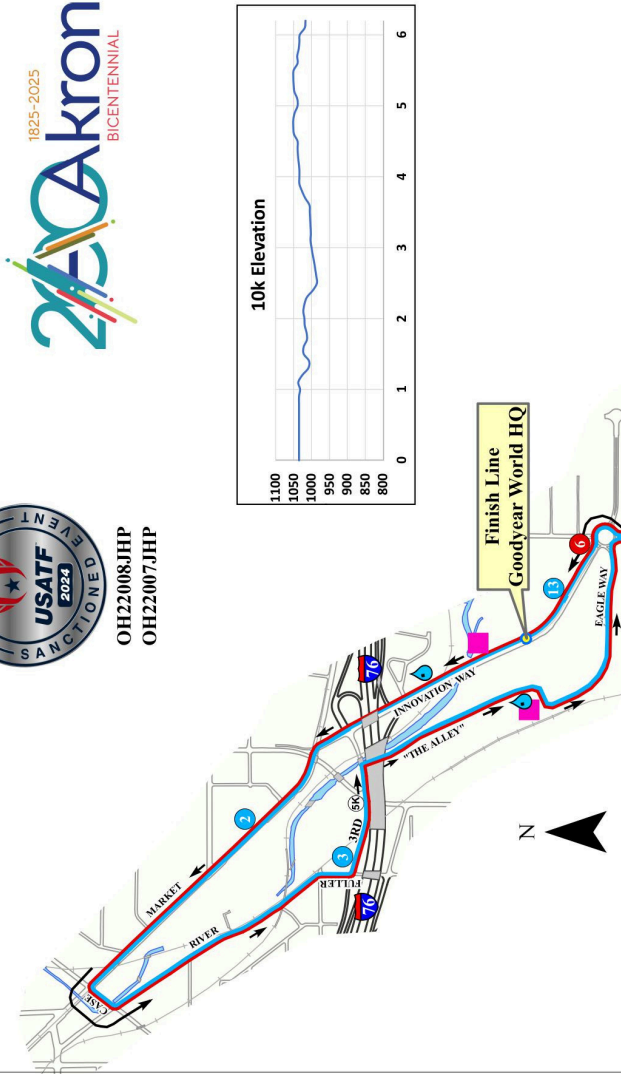 1825-2025
200 Akron
BICENTENNIAL
USATF
2024
SANCTIONED EVENT
OH22008JHP
OH22007JHP
10k Elevation
1100
1050
1000
950
900
850
800
0
1
2
3
4
5
6
Finish Line
Goodyear World HQ
6
13
EAGLE WAY
INNOVATION WAY
"THE ALLEY"
76
5K
3RD
3
FULLER
76
2
MARKET
RIVER
CASE
N